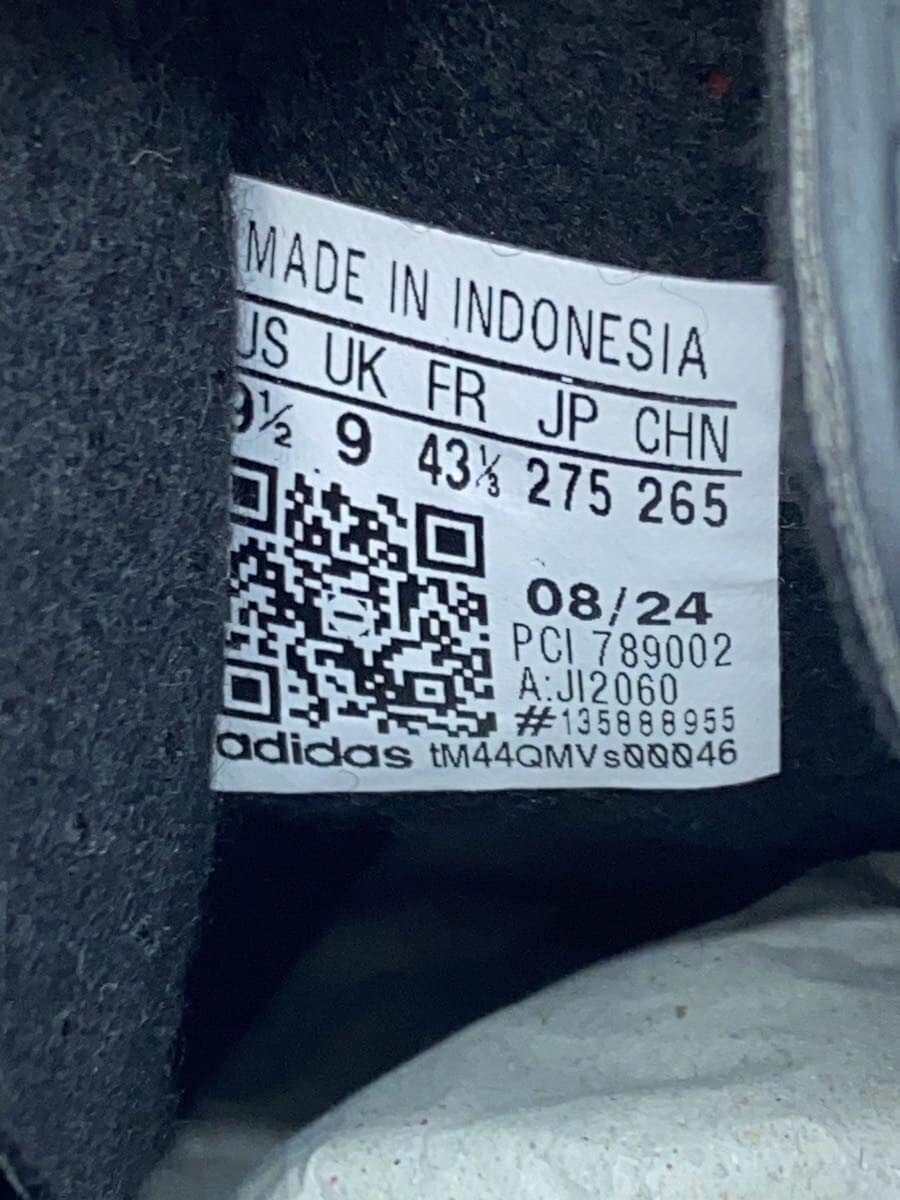 MADE IN INDONESIA
US UK FR JP CHN
9½ 9 43⅓ 275 265
08/24
PCI 789002
A:JI2060
#135888955
adidas tM44QMVs00046